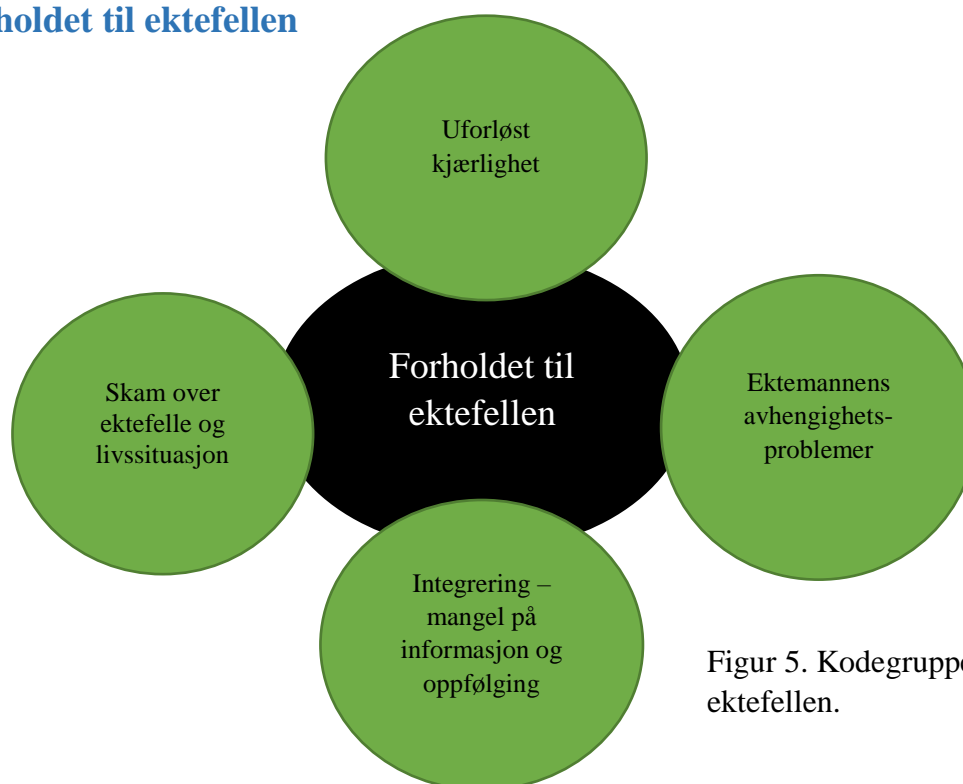 holdet til ektefellen
Uforløst
kjærlighet
Forholdet til
ektefellen
Skam over
ektefelle og
livssituasjon
Ektemannens
avhengighets-
problemer
Integrering –
mangel på
informasjon og
oppfølging
Figur 5. Kodegruppe
ektefellen.